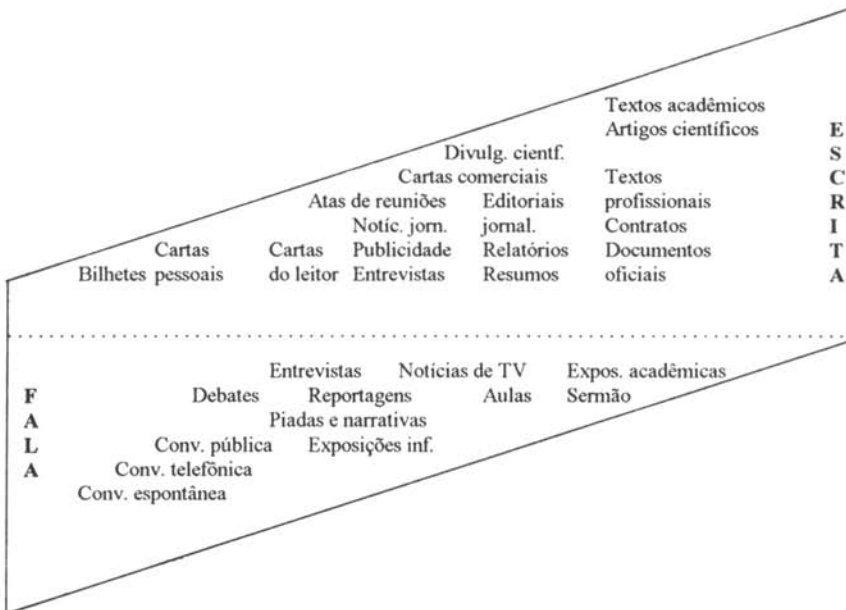 Textos acadêmicos
Artigos científicos E
Divulg. cientf. S
Cartas comerciais Textos C
Atas de reuniões Editoriais profissionais R
Notíc. jorn. jornal. Contratos I
Cartas Cartas Publicidade Relatórios Documentos T
Bilhetes pessoais do leitor Entrevistas Resumos oficiais A
Entrevistas Notícias de TV Expos. acadêmicas
F Debates Reportagens Aulas Sermão
A Piadas e narrativas
L Conv. pública Exposições inf.
A Conv. telefônica
Conv. espontânea